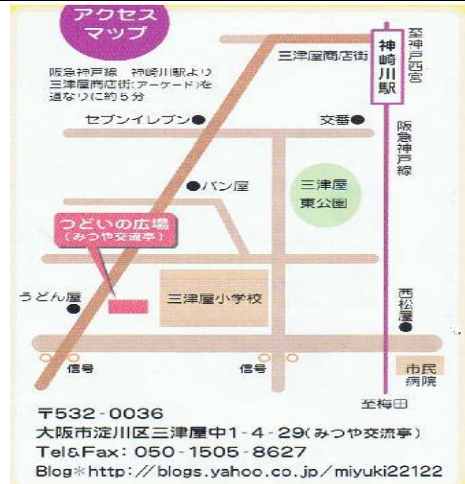 アクセス
マップ
阪急神戸線　神崎川駅より
三津屋商店街(アーケード)を
道なりに約5分
三津屋商店街
神崎川駅
至神戸西宮
阪急神戸線
セブンイレブン
交番
パン屋
三津屋
東公園
つどいの広場
(みつや交流亭)
うどん屋
三津屋小学校
西松屋
信号
信号
市民
病院
至梅田
〒532-0036
大阪市淀川区三津屋中1-4-29(みつや交流亭)
Tel&Fax: 050-1505-8627
Blog*http://blogs.yahoo.co.jp/miyuki22122